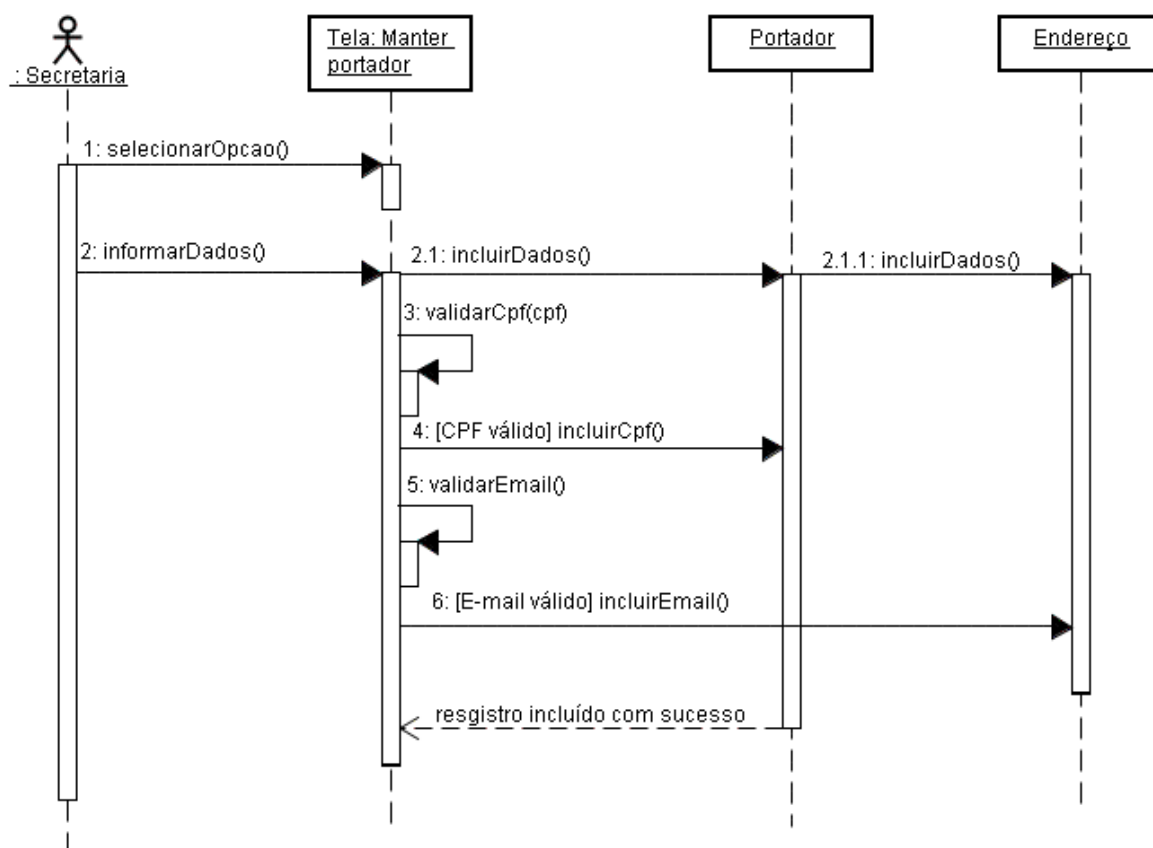 : Secretaria
Tela: Manter
portador
Portador
Endereço
1: selecionarOpcao()
2: informarDados()
2.1: incluirDados()
2.1.1: incluirDados()
3: validarCpf(cpf)
4: [CPF válido] incluirCpf()
5: validarEmail()
6: [E-mail válido] incluirEmail()
resgistro incluído com sucesso